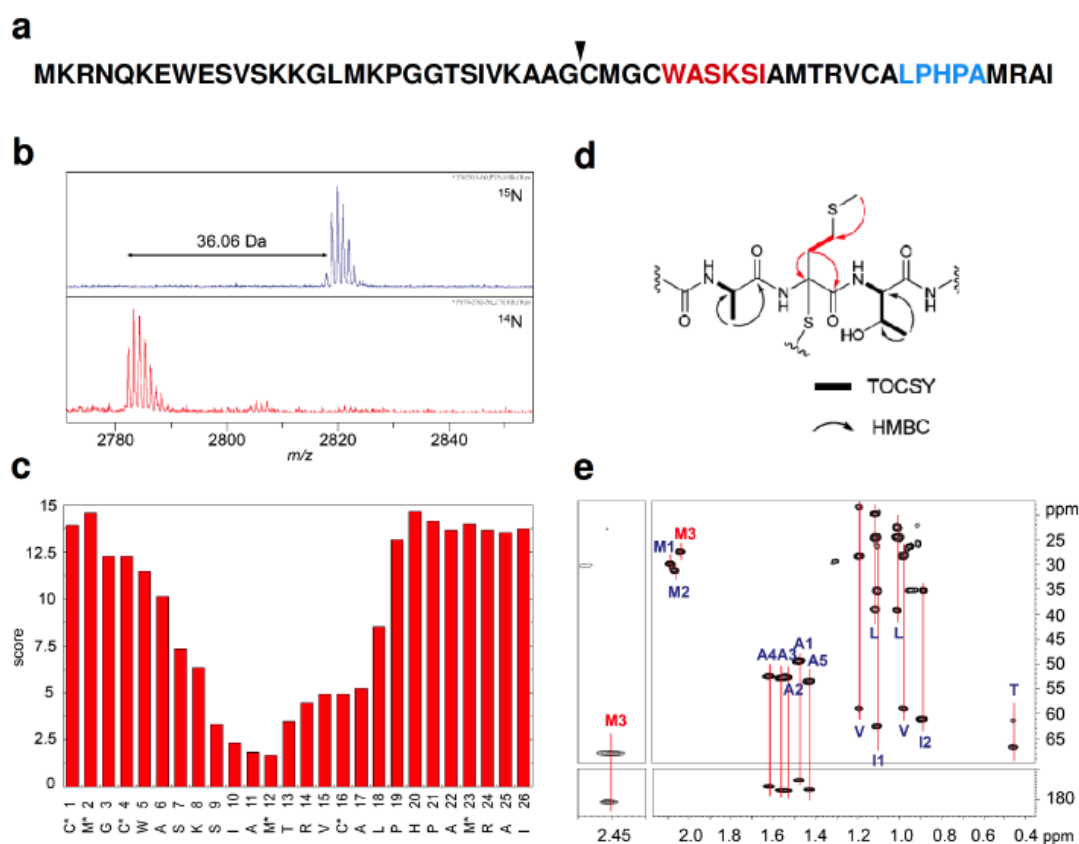 a
MKRNQKEWESVSKKGLMKPGGTSIVKAAGCMGCWASKSIAMTRVCALPHPAMRAI
b
15N
36.06 Da
14N
2780 2800 2820 2840
m/z
c
score
15
12.5
10
7.5
5
2.5
0
C* 1
M* 2
G 3
C* 4
W 5
A 6
S 7
K 8
S 9
I 10
A 11
M* 12
T 13
R 14
V 15
C* 16
A 17
L 18
P 19
H 20
P 21
A 22
M* 23
R 24
A 25
I 26
d
S
O O
H H
N N N N
H H
O S O HO
TOCSY
HMBC
e
ppm
25
30
35
40
45
50
55
60
65
180
M1 M3
M2
L L
A1
A4 A3 A5
A2
M3
V I1 V I2 T
2.45 2.0 1.8 1.6 1.4 1.2 1.0 0.8 0.6 0.4 ppm